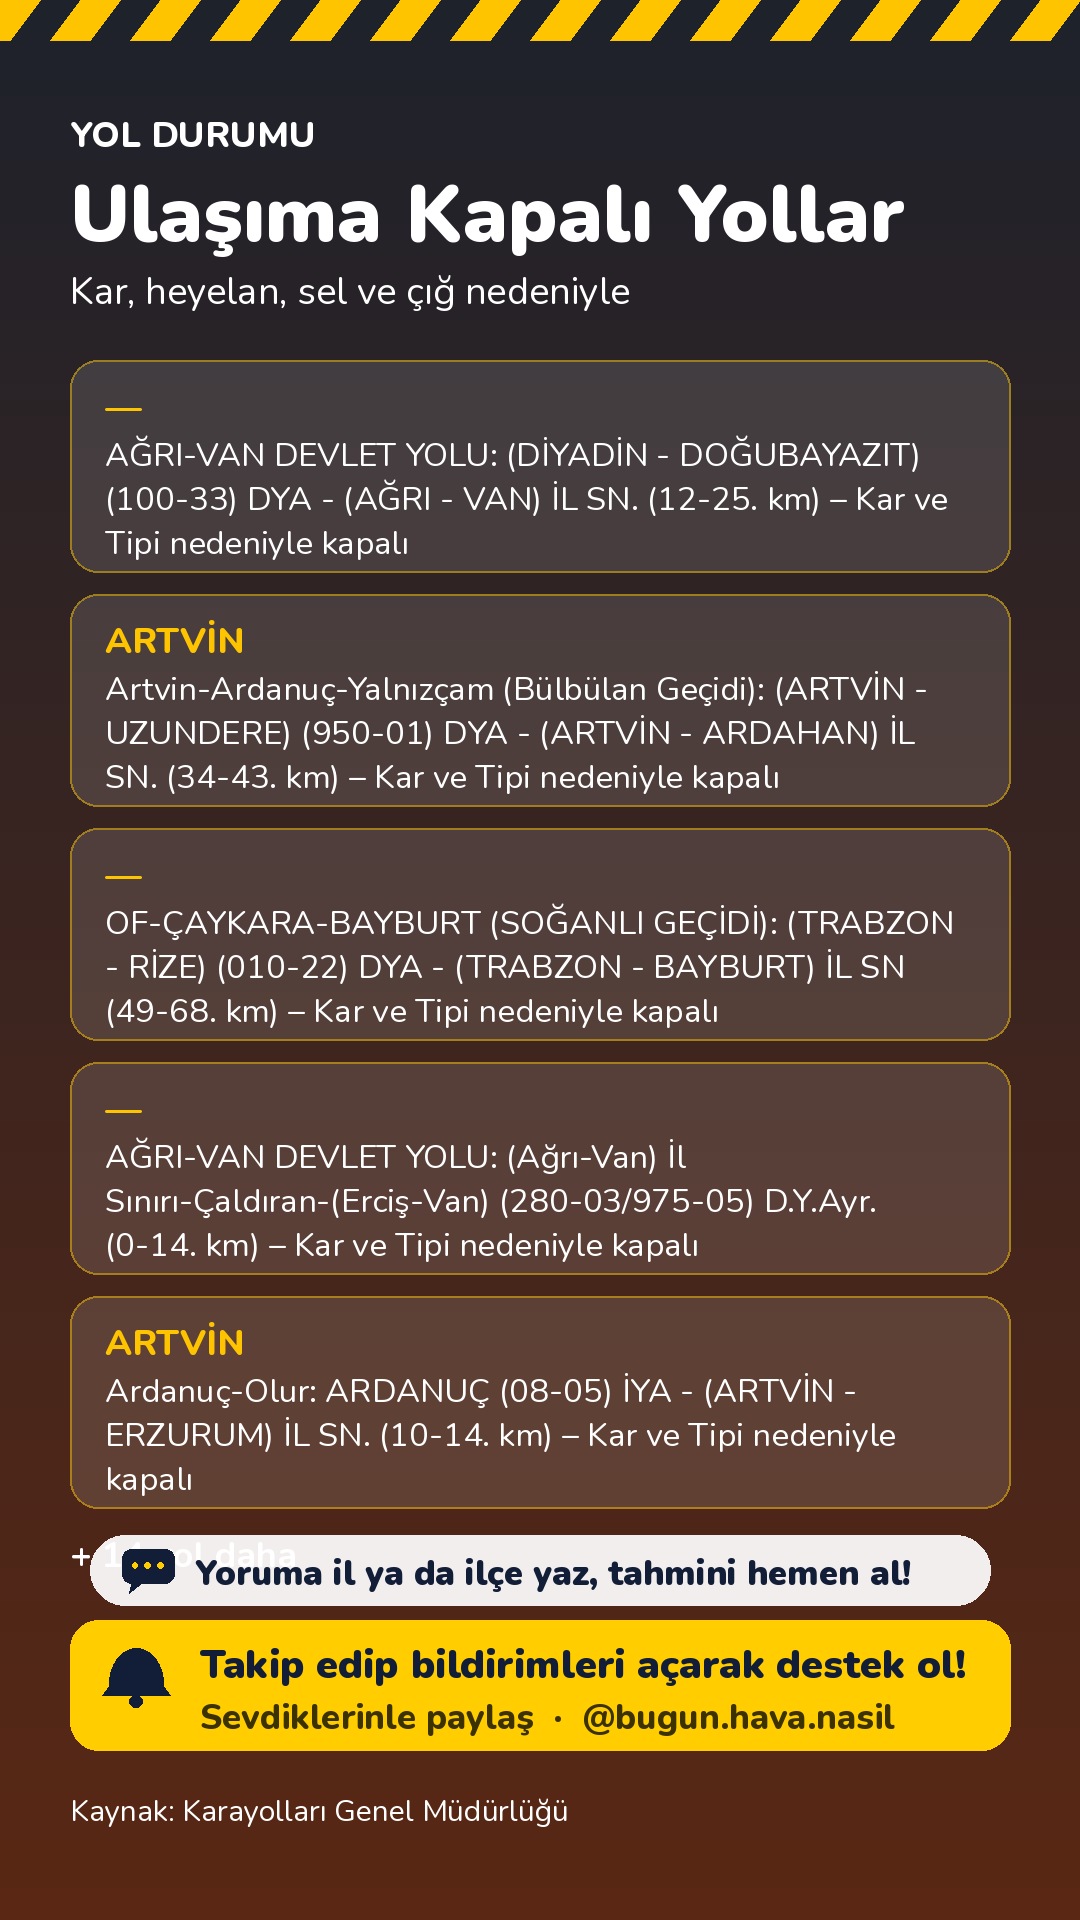 YOL DURUMU
Ulaşıma Kapalı Yollar
Kar, heyelan, sel ve çığ nedeniyle
—
AĞRI-VAN DEVLET YOLU: (DİYADİN - DOĞUBAYAZIT)
(100-33) DYA - (AĞRI - VAN) İL SN. (12-25. km) – Kar ve
Tipi nedeniyle kapalı
ARTVİN
Artvin-Ardanuç-Yalnızçam (Bülbülan Geçidi): (ARTVİN -
UZUNDERE) (950-01) DYA - (ARTVİN - ARDAHAN) İL
SN. (34-43. km) – Kar ve Tipi nedeniyle kapalı
—
OF-ÇAYKARA-BAYBURT (SOĞANLI GEÇİDİ): (TRABZON
- RİZE) (010-22) DYA - (TRABZON - BAYBURT) İL SN
(49-68. km) – Kar ve Tipi nedeniyle kapalı
—
AĞRI-VAN DEVLET YOLU: (Ağrı-Van) İl
Sınırı-Çaldıran-(Erciş-Van) (280-03/975-05) D.Y.Ayr.
(0-14. km) – Kar ve Tipi nedeniyle kapalı
ARTVİN
Ardanuç-Olur: ARDANUÇ (08-05) İYA - (ARTVİN -
ERZURUM) İL SN. (10-14. km) – Kar ve Tipi nedeniyle
kapalı
+ yol daha
Yoruma il ya da ilçe yaz, tahmini hemen al!
Takip edip bildirimleri açarak destek ol!
Sevdiklerinle paylaş · @bugun.hava.nasil
Kaynak: Karayolları Genel Müdürlüğü